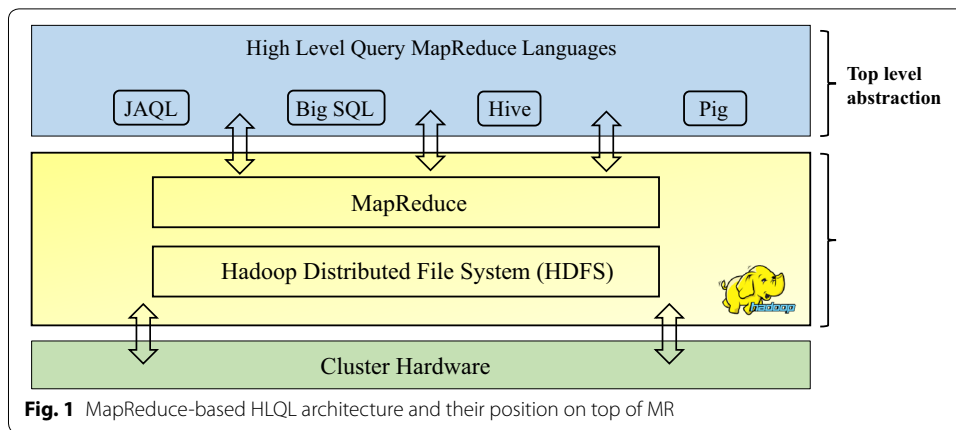 High Level Query MapReduce Languages
JAQL Big SQL Hive Pig
Top level
abstraction
MapReduce
Hadoop Distributed File System (HDFS)
hadoop
Cluster Hardware
Fig. 1 MapReduce-based HLQL architecture and their position on top of MR